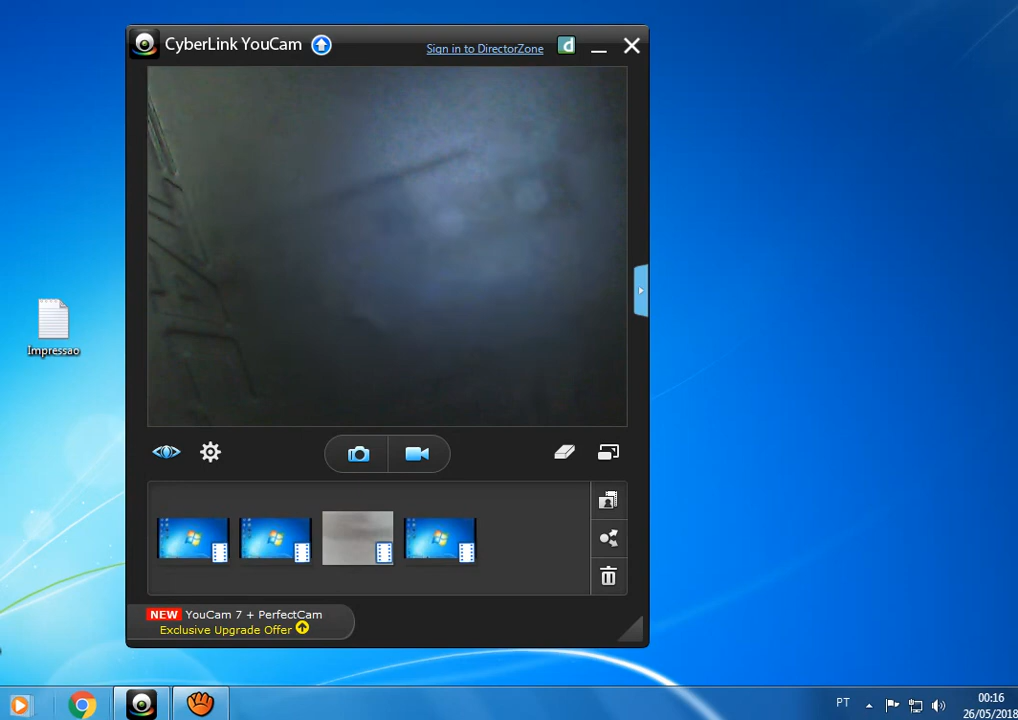 CyberLink YouCam
Sign in to DirectorZone
d
Impressao
NEW YouCam 7 + PerfectCam
Exclusive Upgrade Offer
PT
00:16
26/05/2018